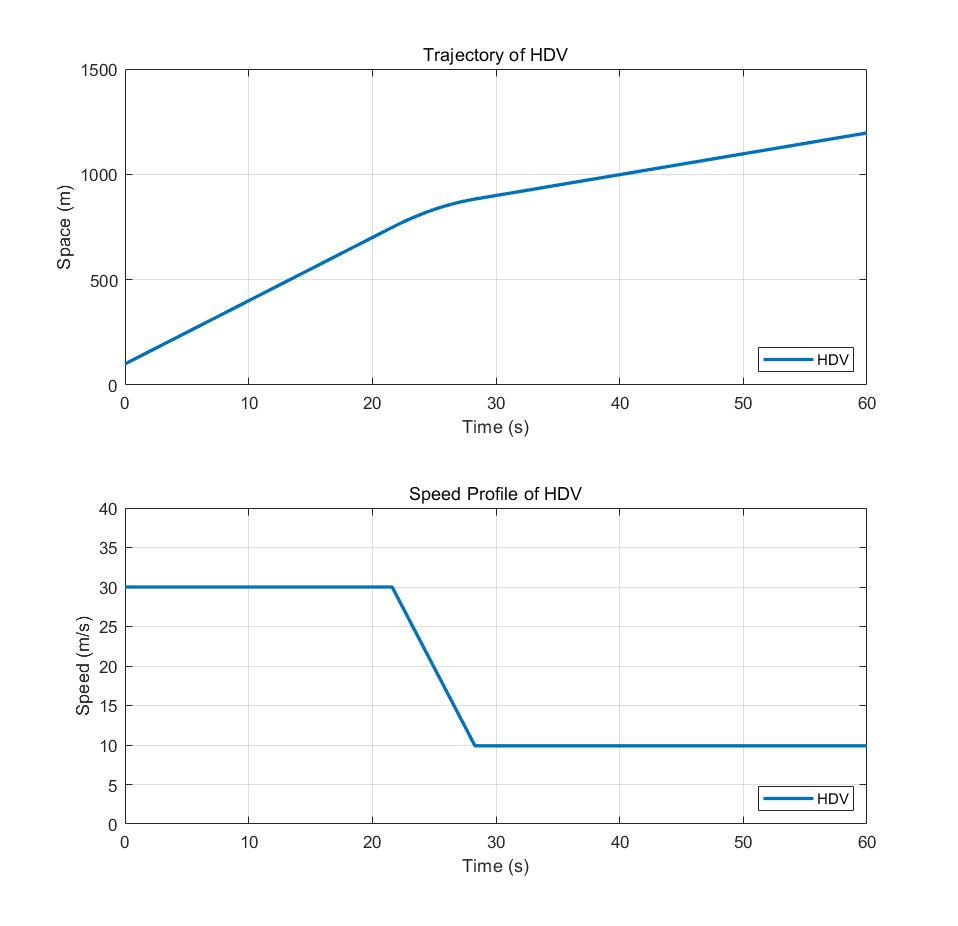 Trajectory of HDV
1500
1000
500
0
Space (m)
HDV
0 10 20 30 40 50 60
Time (s)
Speed Profile of HDV
40
35
30
25
20
15
10
5
0
Speed (m/s)
HDV
0 10 20 30 40 50 60
Time (s)